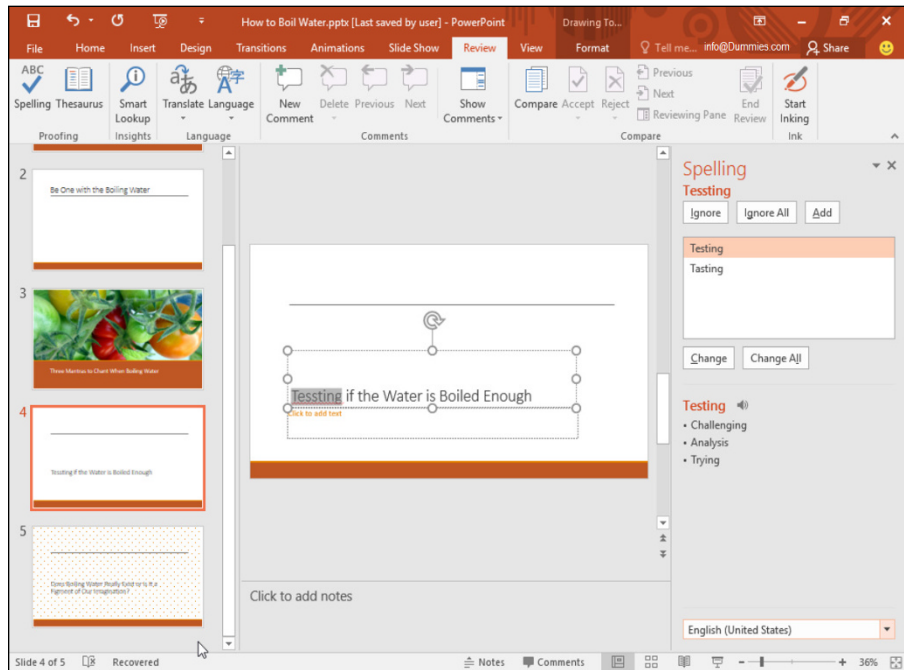 How to Boil Water.pptx [Last saved by user] - PowerPoint
Drawing To...
File Home Insert Design Transitions Animations Slide Show Review View Format Tell me... info@Dummies.com Share
ABC
Spelling Thesaurus Smart Lookup Translate Language New Comment Delete Previous Next Show Comments Compare Accept Reject Previous Next Reviewing Pane End Review Start Inking
Proofing Insights Language Comments Compare Ink
2
Be One with the Boiling Water
3
Three Mantras to Chant When Boiling Water
4
Tessting if the Water is Boiled Enough
5
Does Boiling Water Really Exist or is it a
Figment of Our Imagination?
Tessting if the Water is Boiled Enough
Click to add text
Click to add notes
Spelling
Tessting
Ignore Ignore All Add
Testing
Tasting
Change Change All
Testing
• Challenging
• Analysis
• Trying
English (United States)
Slide 4 of 5 Recovered Notes Comments 36%